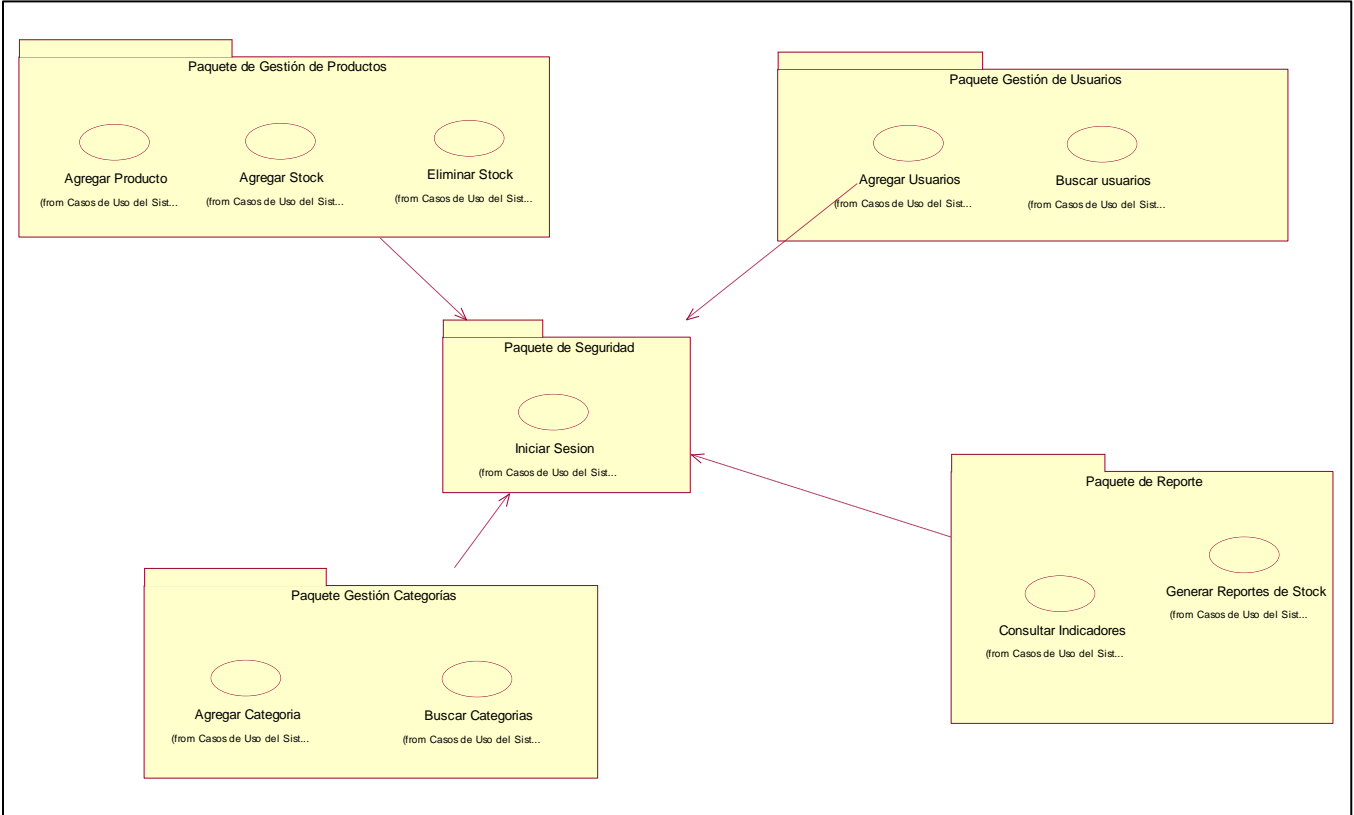 Paquete de Gestión de Productos
Agregar Producto
(from Casos de Uso del Sist...
Agregar Stock
(from Casos de Uso del Sist...
Eliminar Stock
(from Casos de Uso del Sist...
Paquete Gestión de Usuarios
Agregar Usuarios
(from Casos de Uso del Sist...
Buscar usuarios
(from Casos de Uso del Sist...
Paquete de Seguridad
Iniciar Sesion
(from Casos de Uso del Sist...
Paquete de Reporte
Consultar Indicadores
(from Casos de Uso del Sist...
Generar Reportes de Stock
(from Casos de Uso del Sist...
Paquete Gestión Categorías
Agregar Categoria
(from Casos de Uso del Sist...
Buscar Categorias
(from Casos de Uso del Sist...